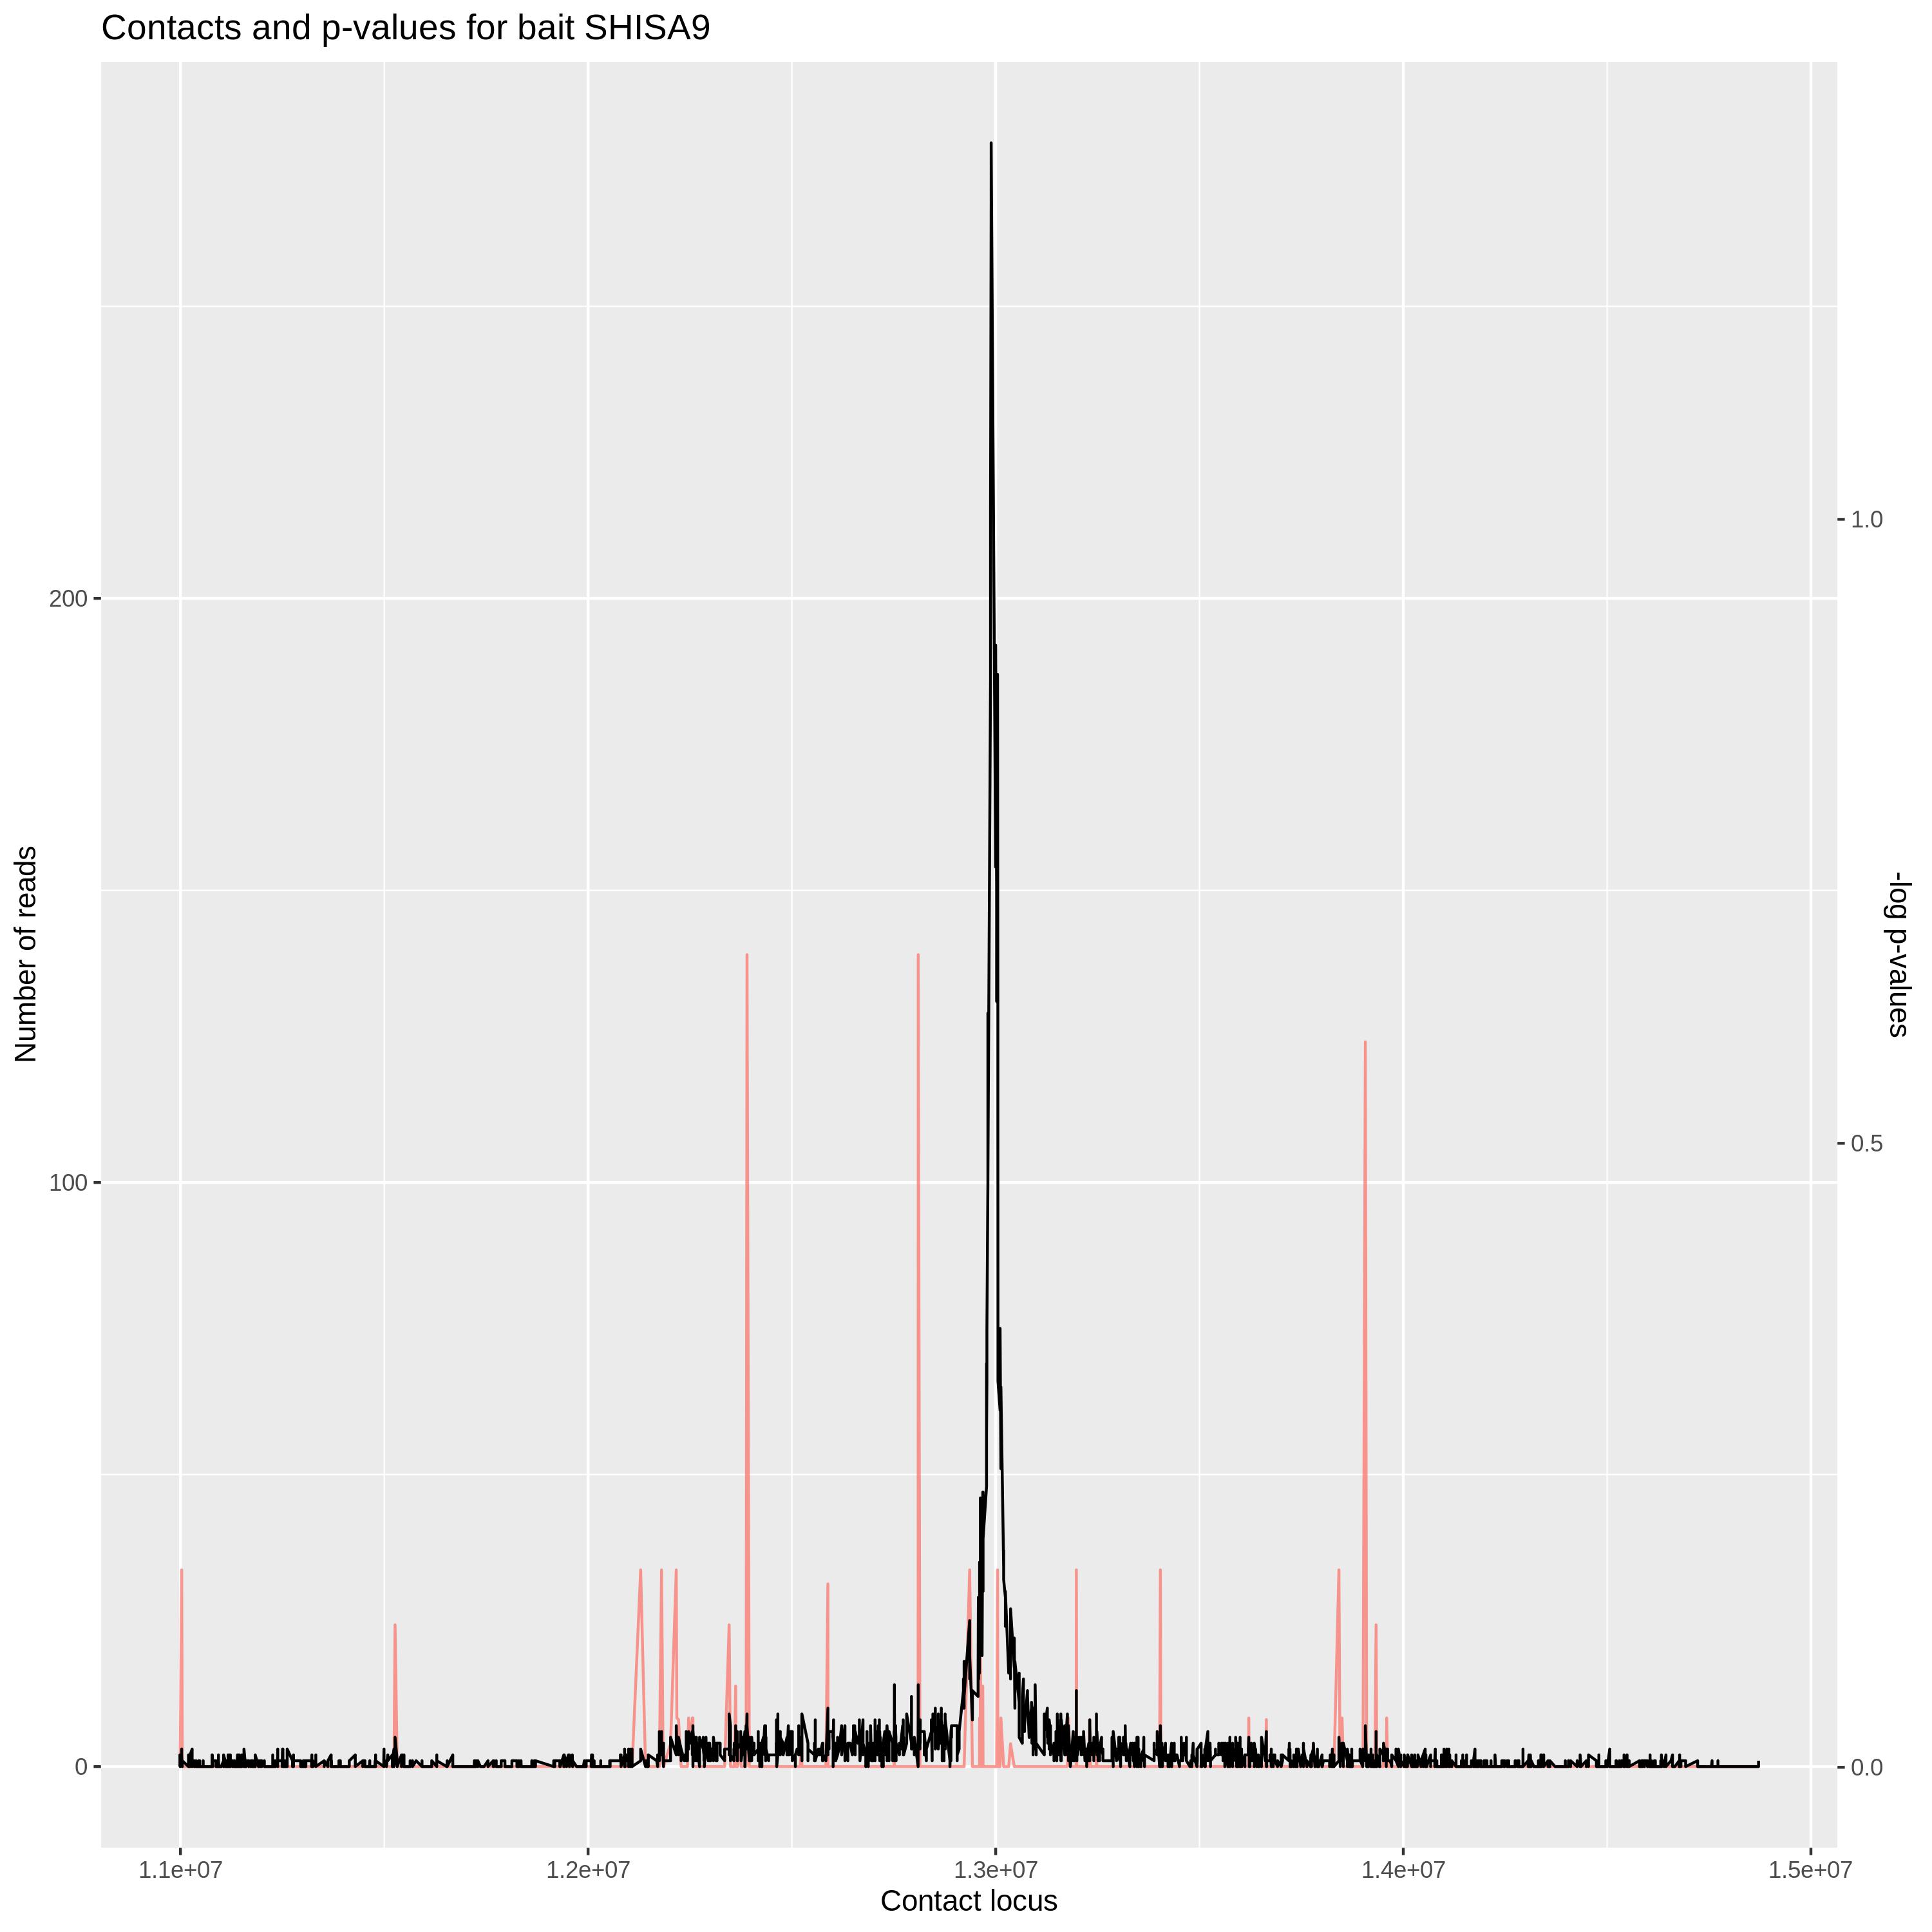 Contacts and p-values for bait SHISA9
Number of reads
200
100
0
1.0
0.5
0.0
-log p-values
1.1e+07
1.2e+07
1.3e+07
1.4e+07
1.5e+07
Contact locus